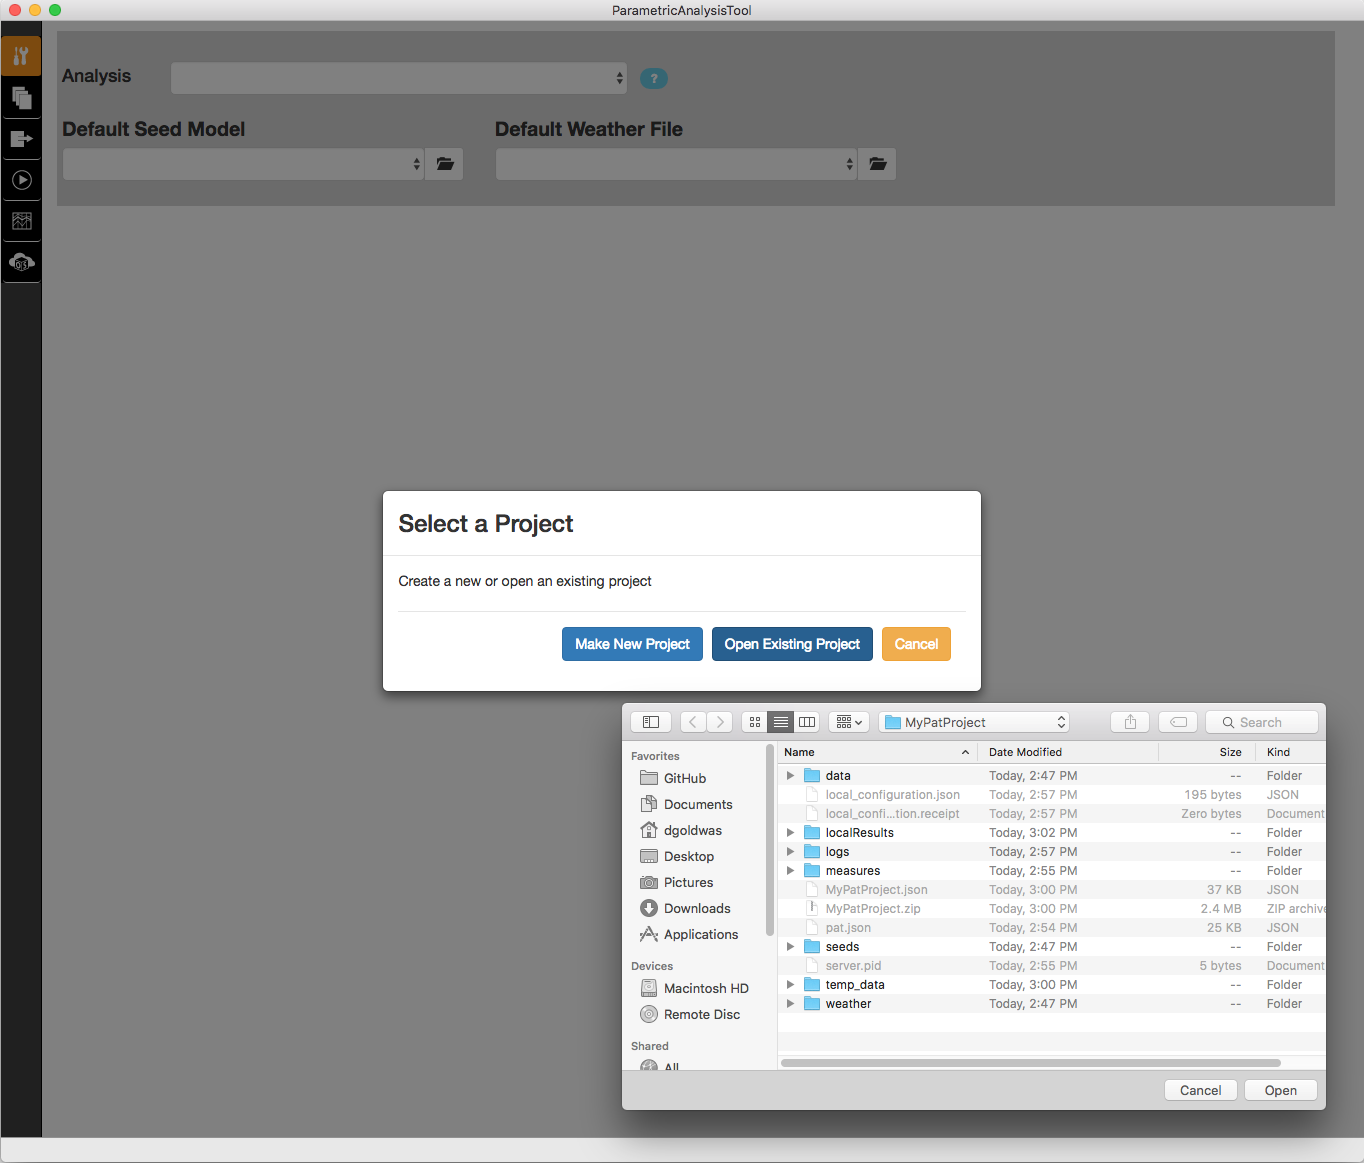 ParametricAnalysisTool
Analysis
?
Default Seed Model
Default Weather File
Select a Project
Create a new or open an existing project
Make New Project
Open Existing Project
Cancel
MyPatProject
Search
Favorites
GitHub
Documents
dgoldwas
Desktop
Pictures
Downloads
Applications
Devices
Macintosh HD
Remote Disc
Shared
All
Name Date Modified Size Kind
data Today, 2:47 PM -- Folder
local_configuration.json Today, 2:57 PM 195 bytes JSON
local_confi...tion.receipt Today, 2:57 PM Zero bytes Document
localResults Today, 3:02 PM -- Folder
logs Today, 2:57 PM -- Folder
measures Today, 2:55 PM -- Folder
MyPatProject.json Today, 3:00 PM 37 KB JSON
MyPatProject.zip Today, 3:00 PM 2.4 MB ZIP archive
pat.json Today, 2:54 PM 25 KB JSON
seeds Today, 2:47 PM -- Folder
server.pid Today, 2:55 PM 5 bytes Document
temp_data Today, 3:00 PM -- Folder
weather Today, 2:47 PM -- Folder
Cancel
Open